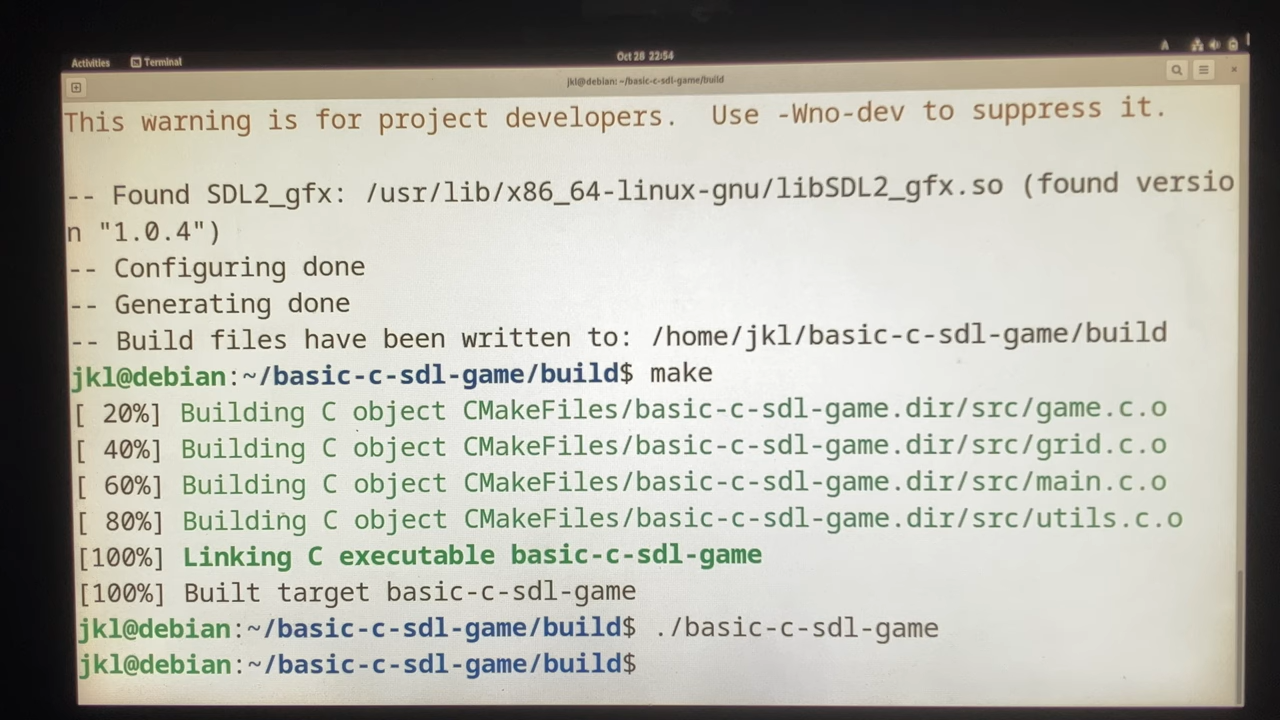 Activities Terminal Oct 28 22:54 A
jkl@debian: ~/basic-c-sdl-game/build
This warning is for project developers.  Use -Wno-dev to suppress it.
-- Found SDL2_gfx: /usr/lib/x86_64-linux-gnu/libSDL2_gfx.so (found versio
n "1.0.4")
-- Configuring done
-- Generating done
-- Build files have been written to: /home/jkl/basic-c-sdl-game/build
jkl@debian:~/basic-c-sdl-game/build$ make
[ 20%] Building C object CMakeFiles/basic-c-sdl-game.dir/src/game.c.o
[ 40%] Building C object CMakeFiles/basic-c-sdl-game.dir/src/grid.c.o
[ 60%] Building C object CMakeFiles/basic-c-sdl-game.dir/src/main.c.o
[ 80%] Building C object CMakeFiles/basic-c-sdl-game.dir/src/utils.c.o
[100%] Linking C executable basic-c-sdl-game
[100%] Built target basic-c-sdl-game
jkl@debian:~/basic-c-sdl-game/build$ ./basic-c-sdl-game
jkl@debian:~/basic-c-sdl-game/build$